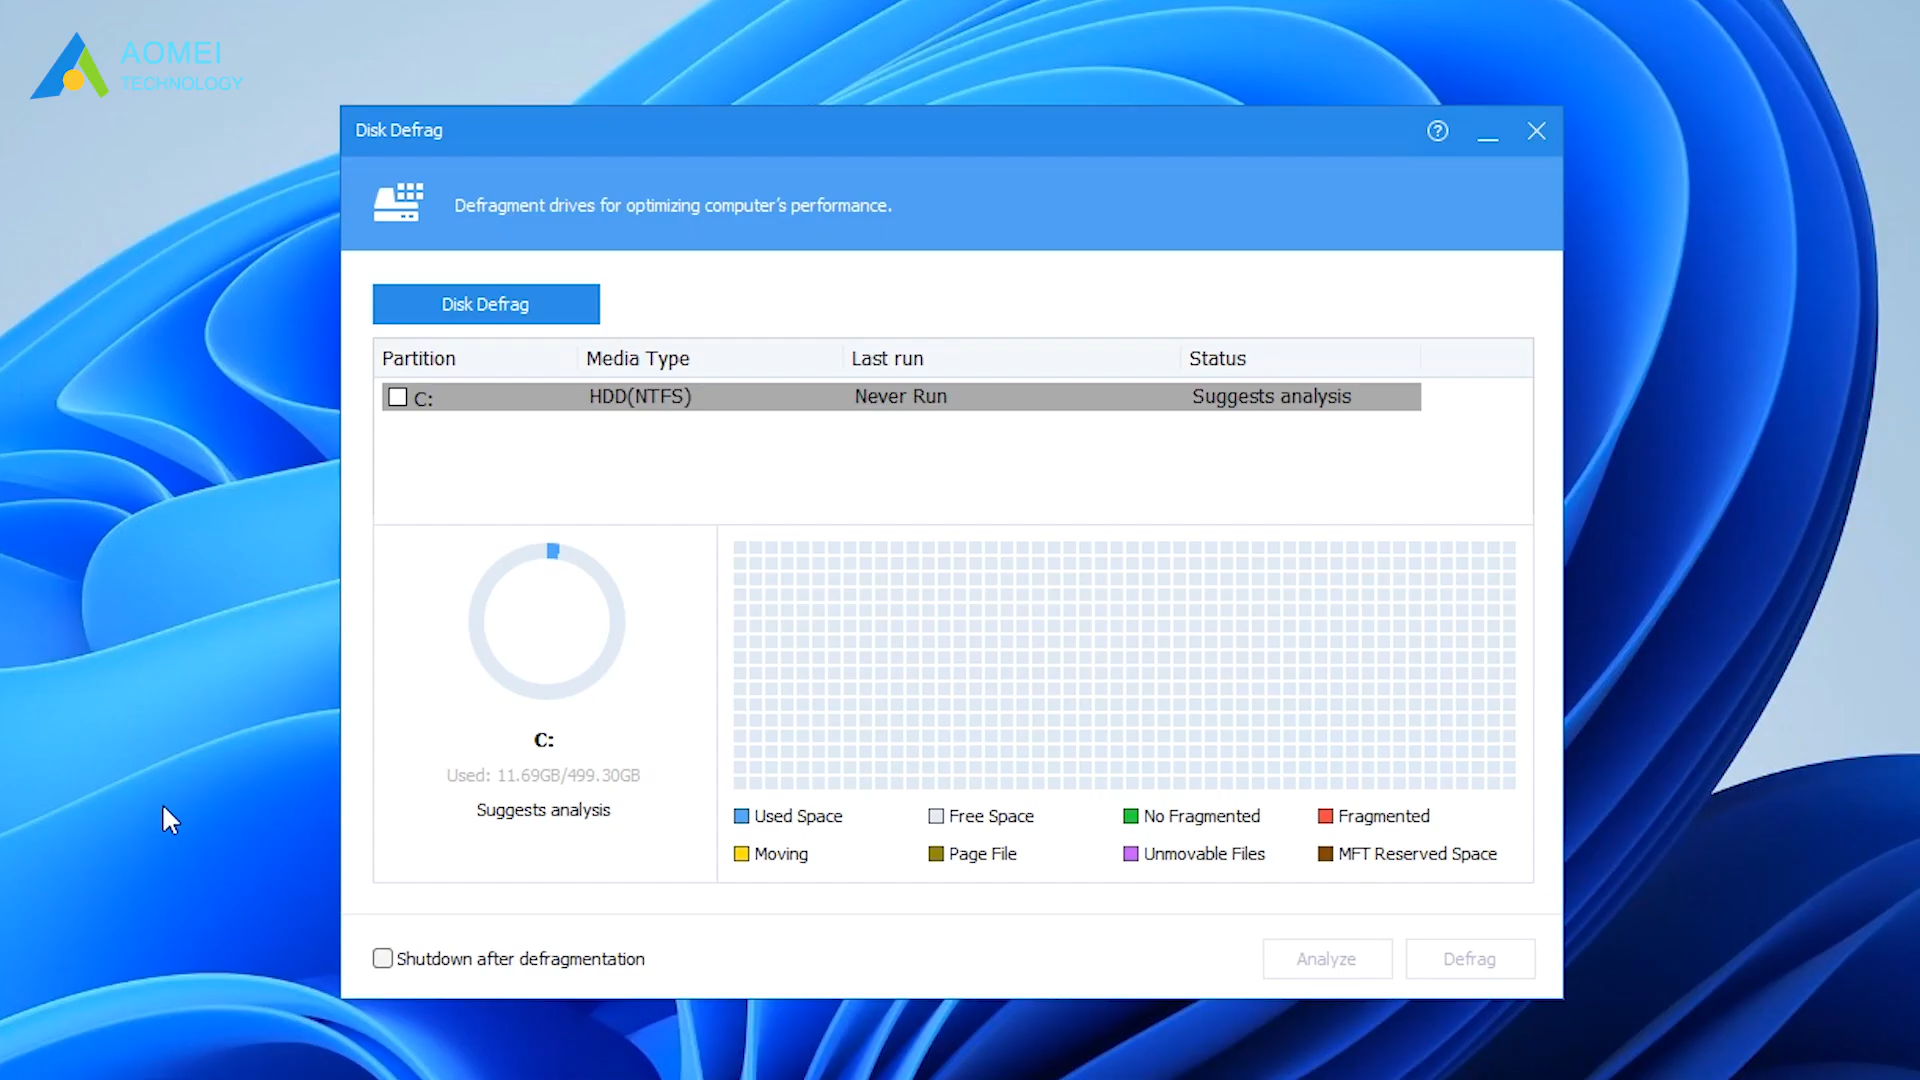 AOMEI
TECHNOLOGY
Disk Defrag
Defragment drives for optimizing computer's performance.
Disk Defrag
Partition Media Type Last run Status
C: HDD(NTFS) Never Run Suggests analysis
C:
Used: 11.69GB/499.30GB
Suggests analysis
Used Space Free Space No Fragmented Fragmented
Moving Page File Unmovable Files MFT Reserved Space
Shutdown after defragmentation Analyze Defrag